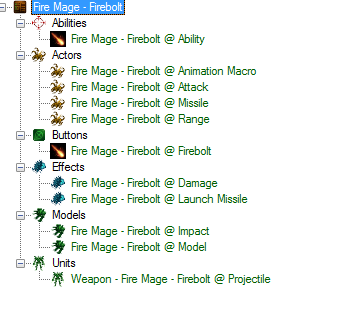 Fire Mage - Firebolt
Abilities
Fire Mage - Firebolt @ Ability
Actors
Fire Mage - Firebolt @ Animation Macro
Fire Mage - Firebolt @ Attack
Fire Mage - Firebolt @ Missile
Fire Mage - Firebolt @ Range
Buttons
Fire Mage - Firebolt @ Firebolt
Effects
Fire Mage - Firebolt @ Damage
Fire Mage - Firebolt @ Launch Missile
Models
Fire Mage - Firebolt @ Impact
Fire Mage - Firebolt @ Model
Units
Weapon - Fire Mage - Firebolt @ Projectile